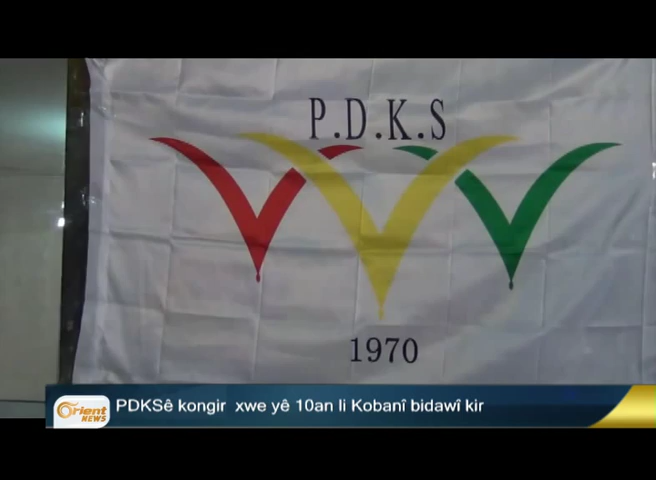 P.D.K.S
1970
Orient
NEWS
PDKSê kongir xwe yê 10an li Kobanî bidawî kir